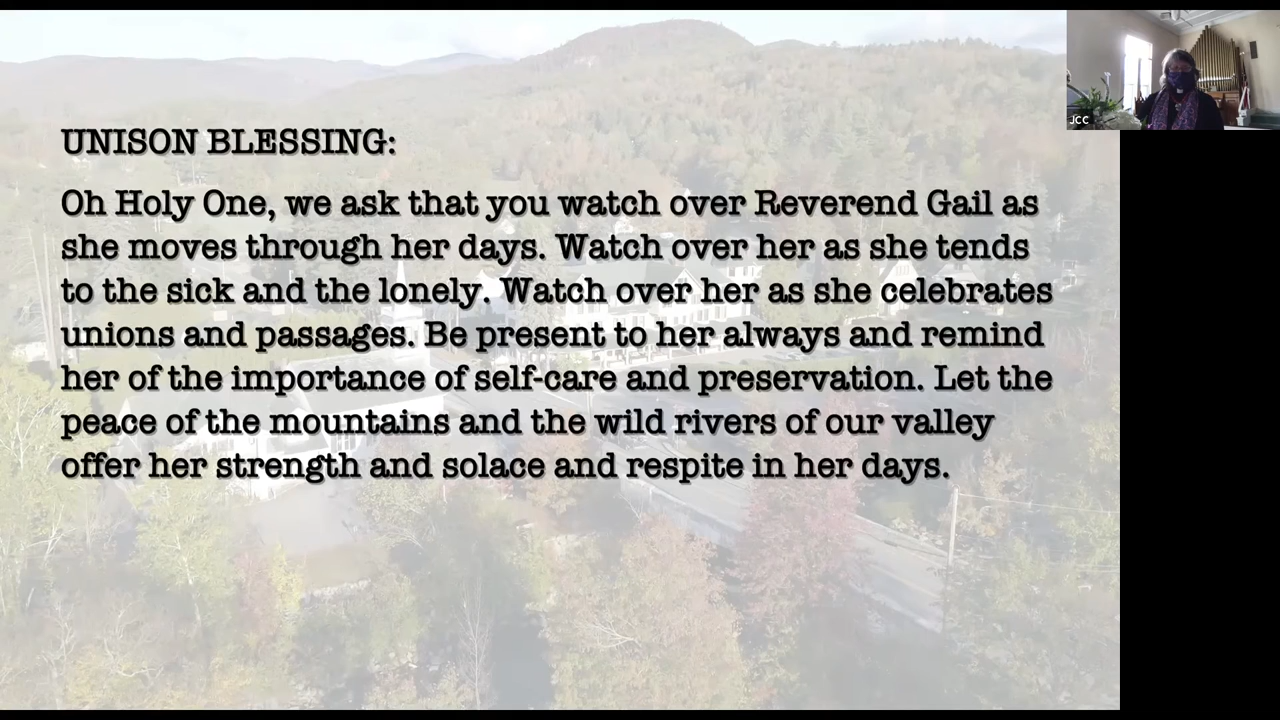 UNISON BLESSING:
Oh Holy One, we ask that you watch over Reverend Gail as
she moves through her days. Watch over her as she tends
to the sick and the lonely. Watch over her as she celebrates
unions and passages. Be present to her always and remind
her of the importance of self-care and preservation. Let the
peace of the mountains and the wild rivers of our valley
offer her strength and solace and respite in her days.
JCC